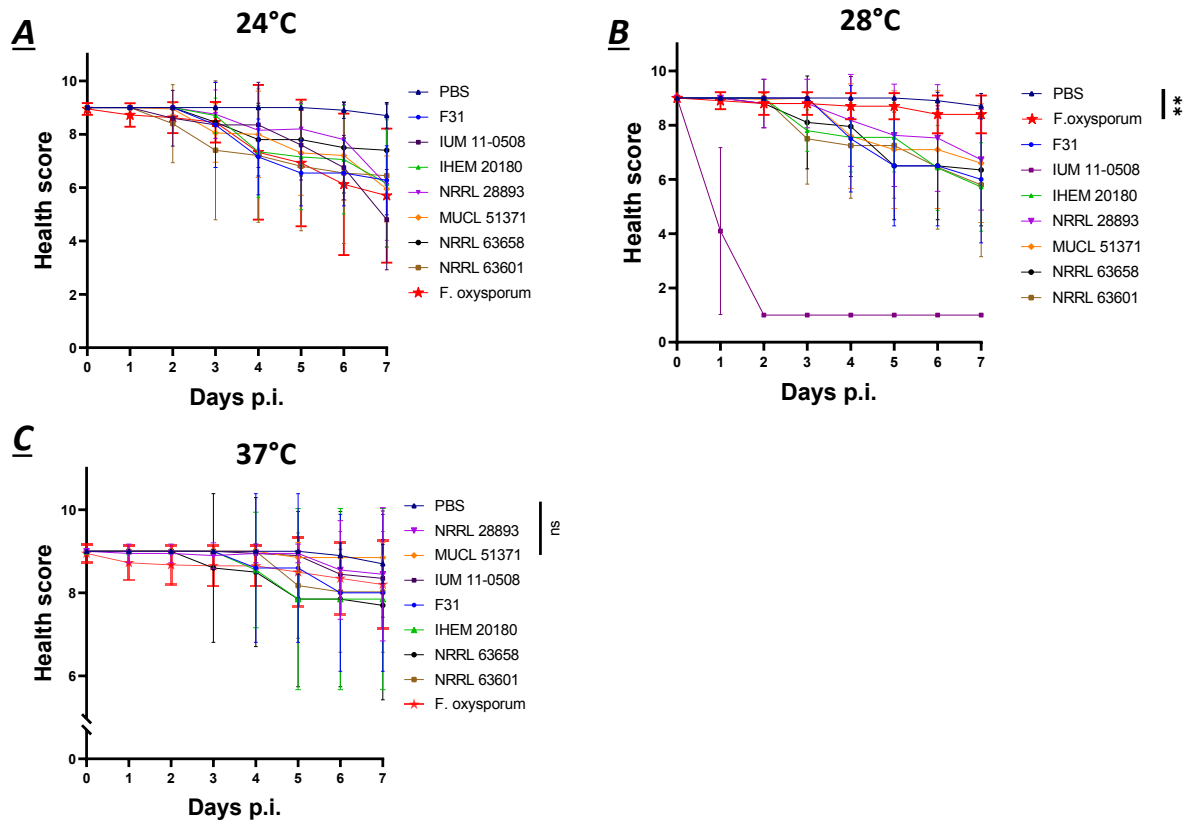 A
24°C
Health score
10
8
6
4
2
0
0 1 2 3 4 5 6 7
Days p.i.
PBS
F31
IUM 11-0508
IHEM 20180
NRRL 28893
MUCL 51371
NRRL 63658
NRRL 63601
F. oxysporum
B
28°C
Health score
10
8
6
4
2
0
0 1 2 3 4 5 6 7
Days p.i.
PBS
F.oxysporum
F31
IUM 11-0508
IHEM 20180
NRRL 28893
MUCL 51371
NRRL 63658
NRRL 63601
**
C
37°C
Health score
10
8
6
0
0 1 2 3 4 5 6 7
Days p.i.
PBS
NRRL 28893
MUCL 51371
IUM 11-0508
F31
IHEM 20180
NRRL 63658
NRRL 63601
F. oxysporum
ns